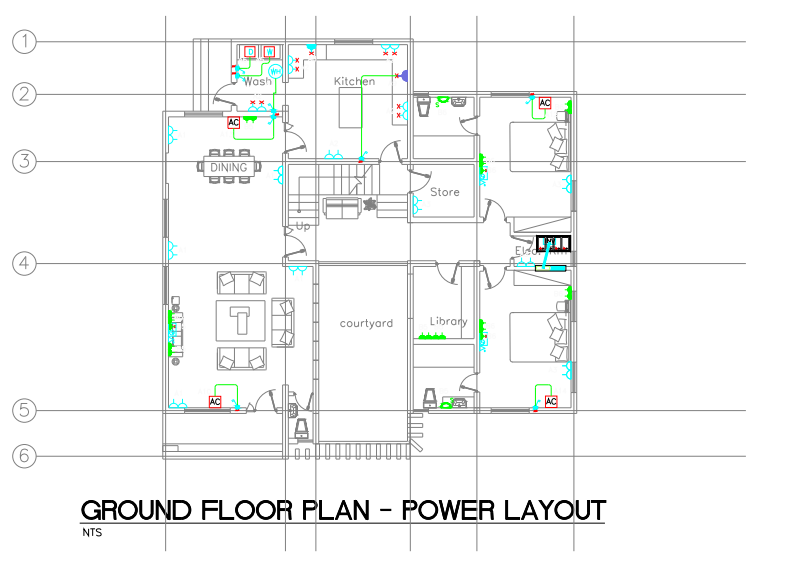 1
D
W
WH
Wash
Kitchen
2
AC
AC
3
DINING
Store
Up
4
courtyard
Library
AC
AC
5
6
GROUND FLOOR PLAN - POWER LAYOUT
NTS